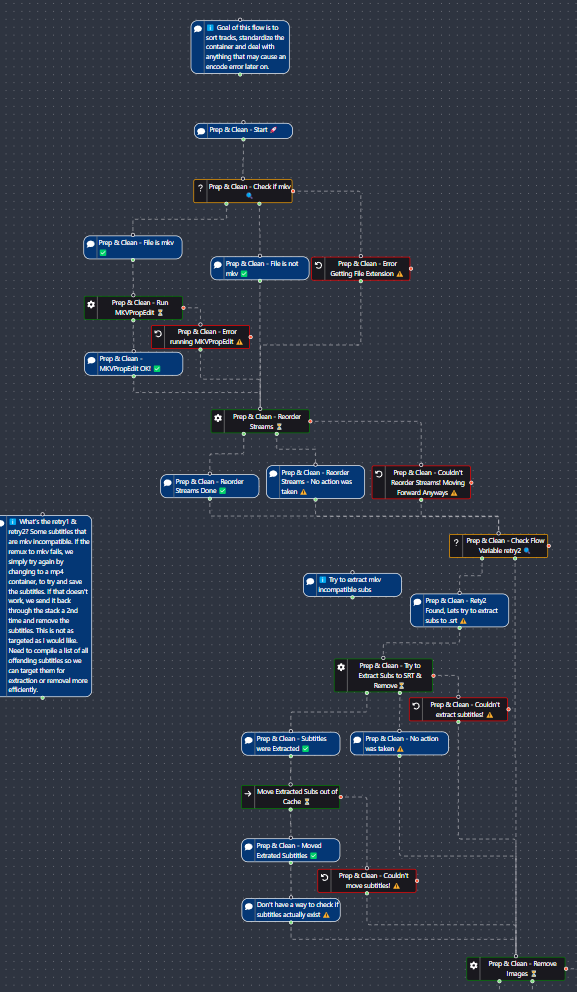 Goal of this flow is to
sort tracks, standardize the
container and deal with
anything that may cause an
encode error later on.
Prep & Clean - Start
Prep & Clean - Check if mkv
Prep & Clean - File is mkv
Prep & Clean - File is not
mkv
Prep & Clean - Error
Getting File Extension
Prep & Clean - Run
MKVPropEdit
Prep & Clean - Error
running MKVPropEdit
Prep & Clean -
MKVPropEdit OK!
Prep & Clean - Reorder
Streams
Prep & Clean - Reorder
Streams Done
Prep & Clean - Reorder
Streams - No action was
taken
Prep & Clean - Couldn't
Reorder Streams! Moving
Forward Anyways
What's the retry1 &
retry2? Some subtitles that
are mkv incompatible. if the
remux to MKV fails, we
simply try again by
changing to a mp4
container, to try and save
the subtitles. If that doesn't
work, we send it back
through the stack a 2nd
time and remove the
subtitles. This is not as
targeted as I would like.
Need to compile a list of all
offending subtitles so we
can target them for
extraction or removal more
efficiently.
Prep & Clean - Check Flow
Variable retry2
Try to extract mkv
incompatible subs
Prep & Clean - Rety2
Found, Lets try to extract
subs to .srt
Prep & Clean - Try to
Extract Subs to SRT &
Remove
Prep & Clean - Couldn't
extract subtitles!
Prep & Clean - Subtitles
were Extracted
Prep & Clean - No action
was taken
Move Extracted Subs out of
Cache
Prep & Clean - Moved
Extrated Subtitles
Prep & Clean - Couldn't
move subtitles!
Don't have a way to check if
subtitles actually exist
Prep & Clean - Remove
Images